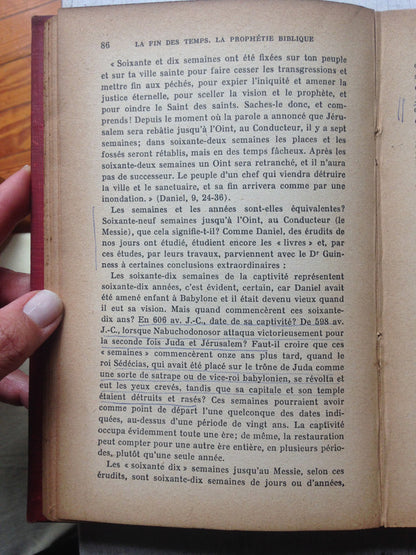 86 LA FIN DES TEMPS. LA PROPHÉTIE BIBLIQUE
« Soixante et dix semaines ont été fixées sur ton peuple
et sur ta ville sainte pour faire cesser les transgressions et
mettre fin aux péchés, pour expier l'iniquité et amener la
justice éternelle, pour sceller la vision et le prophète, et
pour oindre le Saint des saints. Saches-le donc, et com-
prends! Depuis le moment où la parole a annoncé que Jéru-
salem sera rebâtie jusqu'à l'Oint, au Conducteur, il y a sept
semaines; dans soixante-deux semaines les places et les
fossés seront rétablis, mais en des temps fâcheux. Après les
soixante-deux semaines un Oint sera retranché, et il n'aura
pas de successeur. Le peuple d'un chef qui viendra détruire
la ville et le sanctuaire, et sa fin arrivera comme par une
inondation. » (Daniel, 9, 24-36).
Les semaines et les années sont-elles équivalentes?
Soixante-neuf semaines jusqu'à l'Oint, au Conducteur (le
Messie), que cela signifie-t-il? Comme Daniel, des érudits de
nos jours ont étudié, étudient encore les « livres » et, par
ces études, par leurs travaux, parviennent avec le Dr Guin-
ness à certaines conclusions extraordinaires :
Les soixante-dix semaines de la captivité représentent
soixante-dix années, c'est évident, certain, car Daniel avait
été amené enfant à Babylone et il était devenu vieux quand
il eut sa vision. Mais quand commencèrent ces soixante-
dix ans? En 606 av. J.-C., date de sa captivité? De 598 av.
J.-C., lorsque Nabuchodonosor attaqua victorieusement pour
la seconde fois Juda et Jérusalem? Faut-il croire que ces
« semaines » commencèrent onze ans plus tard, quand le
roi Sédécias, qui avait été placé sur le trône de Juda comme
une sorte de satrape ou de vice-roi babylonien, se révolta et
eut les yeux crevés, tandis que sa capitale et son temple
étaient détruits et rasés? Ces semaines pourraient avoir
comme point de départ l'une quelconque des dates indi-
quées, au-dessus d'une période de vingt ans. La captivité
occupa évidemment toute une ère; de même, la restauration
peut compter pour une autre ère entière, en plusieurs pério-
des, plutôt qu'une seule année.
Les « soixante dix » semaines jusqu'au Messie, selon ces
érudits, sont soixante-dix semaines de jours ou d'années,